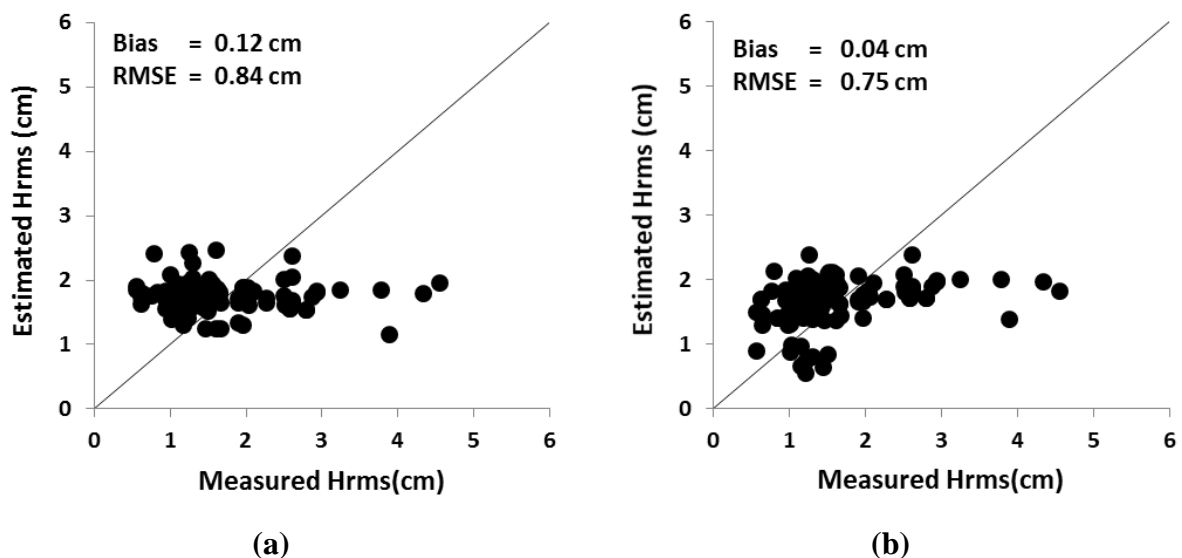 Bias = 0.12 cm
RMSE = 0.84 cm
Estimated Hrms (cm)
6
5
4
3
2
1
0
0 1 2 3 4 5 6
Measured Hrms(cm)
(a)
Bias = 0.04 cm
RMSE = 0.75 cm
Estimated Hrms (cm)
6
5
4
3
2
1
0
0 1 2 3 4 5 6
Measured Hrms(cm)
(b)